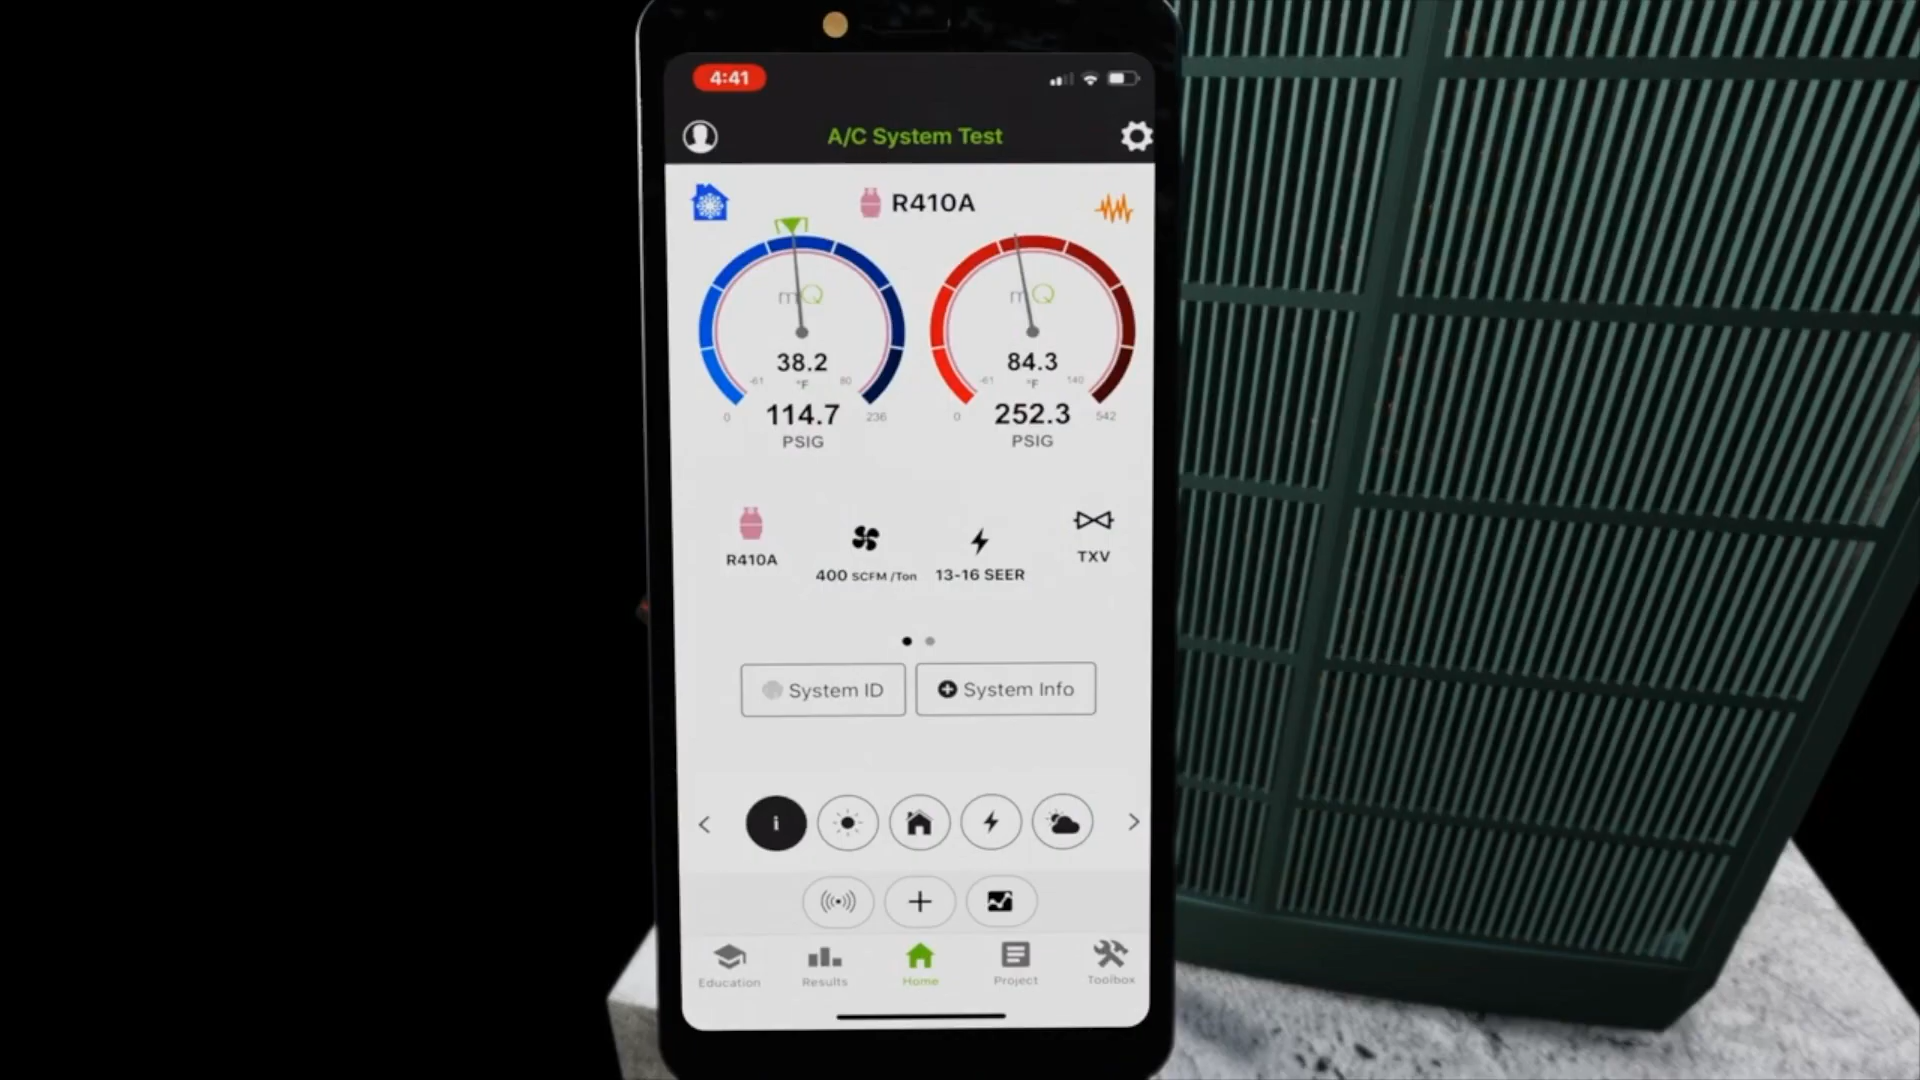 4:41
A/C System Test
R410A
mQ
38.2
-61 °F 80
0 114.7 236
PSIG
mQ
84.3
-61 °F 140
0 252.3 542
PSIG
R410A
400 SCFM /Ton
13-16 SEER
TXV
System ID
System Info
i
Education
Results
Home
Project
Toolbox